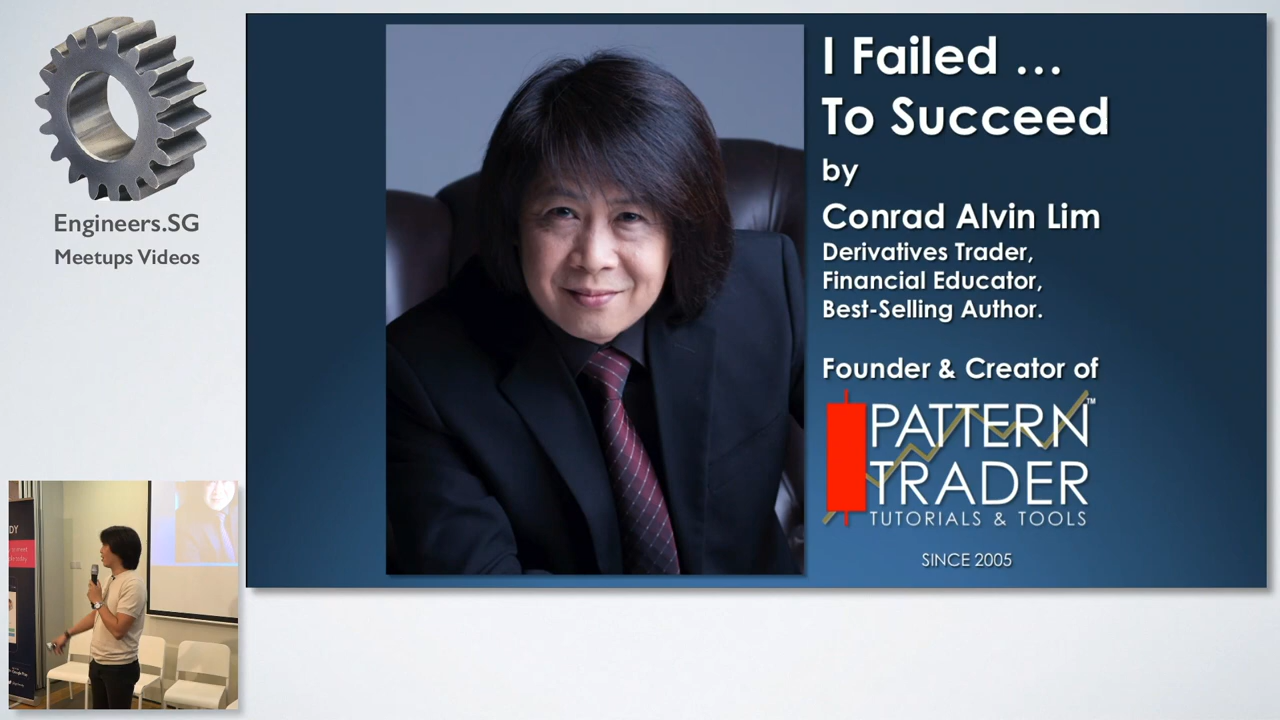 Engineers.SG
Meetups Videos
I Failed ...
To Succeed
by
Conrad Alvin Lim
Derivatives Trader,
Financial Educator,
Best-Selling Author.
Founder & Creator of
PATTERN™
TRADER
TUTORIALS & TOOLS
SINCE 2005